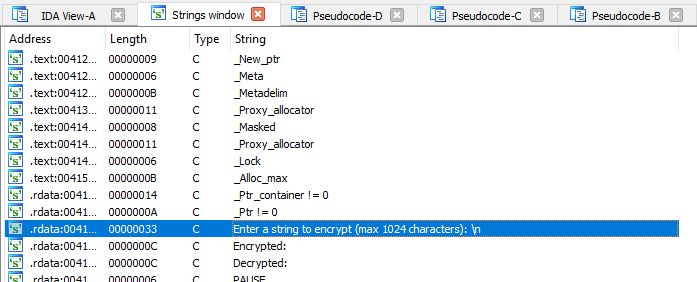 IDA View-A Strings window Pseudocode-D Pseudocode-C Pseudocode-B
Address Length Type String
.text:00412... 00000009 C _New_ptr
.text:00412... 00000006 C _Meta
.text:00412... 0000000B C _Metadelim
.text:00413... 00000011 C _Proxy_allocator
.text:00414... 00000008 C _Masked
.text:00414... 00000011 C _Proxy_allocator
.text:00414... 00000006 C _Lock
.text:00415... 0000000B C _Alloc_max
.rdata:0041... 00000014 C _Ptr_container != 0
.rdata:0041... 0000000A C _Ptr != 0
.rdata:0041... 00000033 C Enter a string to encrypt (max 1024 characters): \n
.rdata:0041... 0000000C C Encrypted:
.rdata:0041... 0000000C C Decrypted:
.rdata:0041... 00000006 C PAUSE